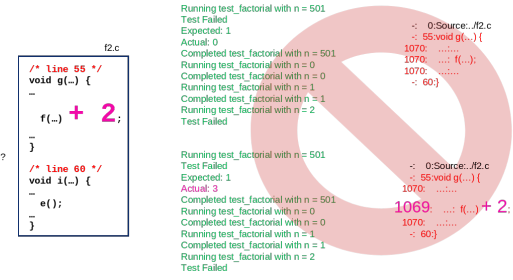 f2.c
/* line 55 */
void g(…) {
…
f(…) + 2;
…
}
/* line 60 */
void i(…) {
…
e();
…
}
?
Running test_factorial with n = 501
Test Failed
Expected: 1
Actual: 0
Completed test_factorial with n = 501
Running test_factorial with n = 0
Completed test_factorial with n = 0
Running test_factorial with n = 1
Completed test_factorial with n = 1
Running test_factorial with n = 2
Test Failed
-: 0:Source:../f2.c
-: 55:void g(…) {
1070: …:…
1070: …: f(…);
1070: …:…
-: 60:}
Running test_factorial with n = 501
Test Failed
Expected: 1
Actual: 3
Completed test_factorial with n = 501
Running test_factorial with n = 0
Completed test_factorial with n = 0
Running test_factorial with n = 1
Completed test_factorial with n = 1
Running test_factorial with n = 2
Test Failed
-: 0:Source:../f2.c
-: 55:void g(…) {
1070: …:…
1069: …: f(…) + 2;
1070: …:…
-: 60:}